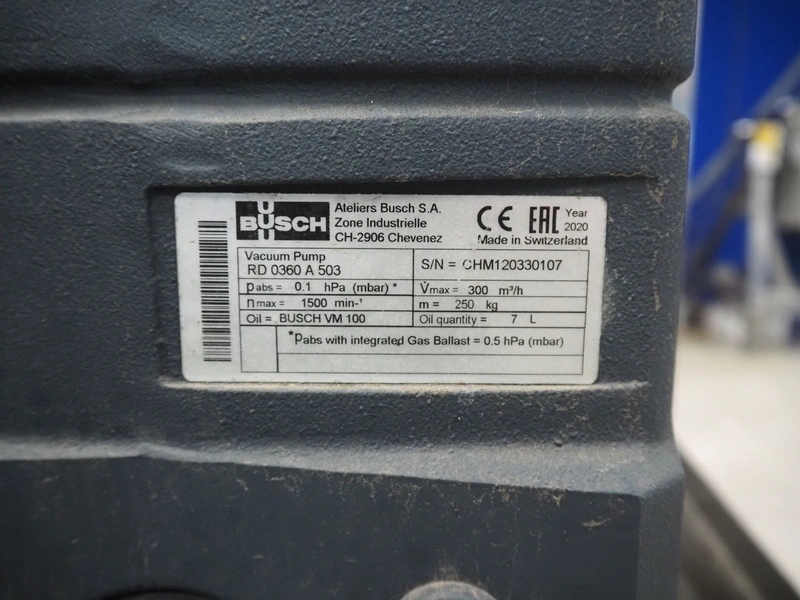 BUSCH
Ateliers Busch S.A.
Zone Industrielle
CH-2906 Chevenez
CE EAC
Year
2020
Made in Switzerland
Vacuum Pump
RD 0360 A 503
S/N = CHM120330107
pabs = 0.1 hPa (mbar) *
V̇max = 300 m³/h
nmax = 1500 min-¹
m = 250 kg
Oil = BUSCH VM 100
Oil quantity = 7 L
*pabs with integrated Gas Ballast = 0.5 hPa (mbar)